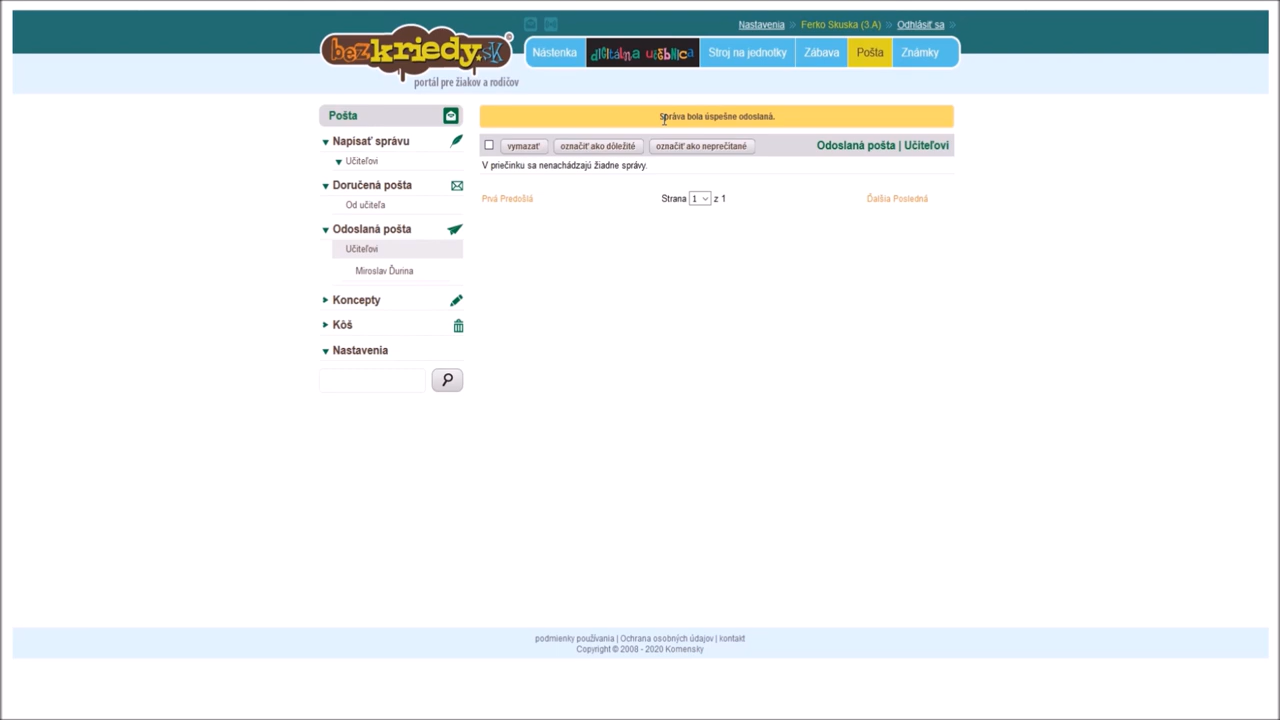 Nastavenia » Ferko Skuska (3.A) » Odhlásiť sa »
bezkriedy.sk
portál pre žiakov a rodičov
Nástenka digitálna učebnica Stroj na jednotky Zábava Pošta Známky
Pošta
Napísať správu
Učiteľovi
Doručená pošta
Od učiteľa
Odoslaná pošta
Učiteľovi
Miroslav Ďurina
Koncepty
Kôš
Nastavenia
Správa bola úspešne odoslaná.
vymazať označiť ako dôležité označiť ako neprečítané Odoslaná pošta | Učiteľovi
V priečinku sa nenachádzajú žiadne správy.
Prvá Predošlá Strana 1 z 1 Ďalšia Posledná
podmienky používania | Ochrana osobných údajov | kontakt
Copyright © 2008 - 2020 Komensky